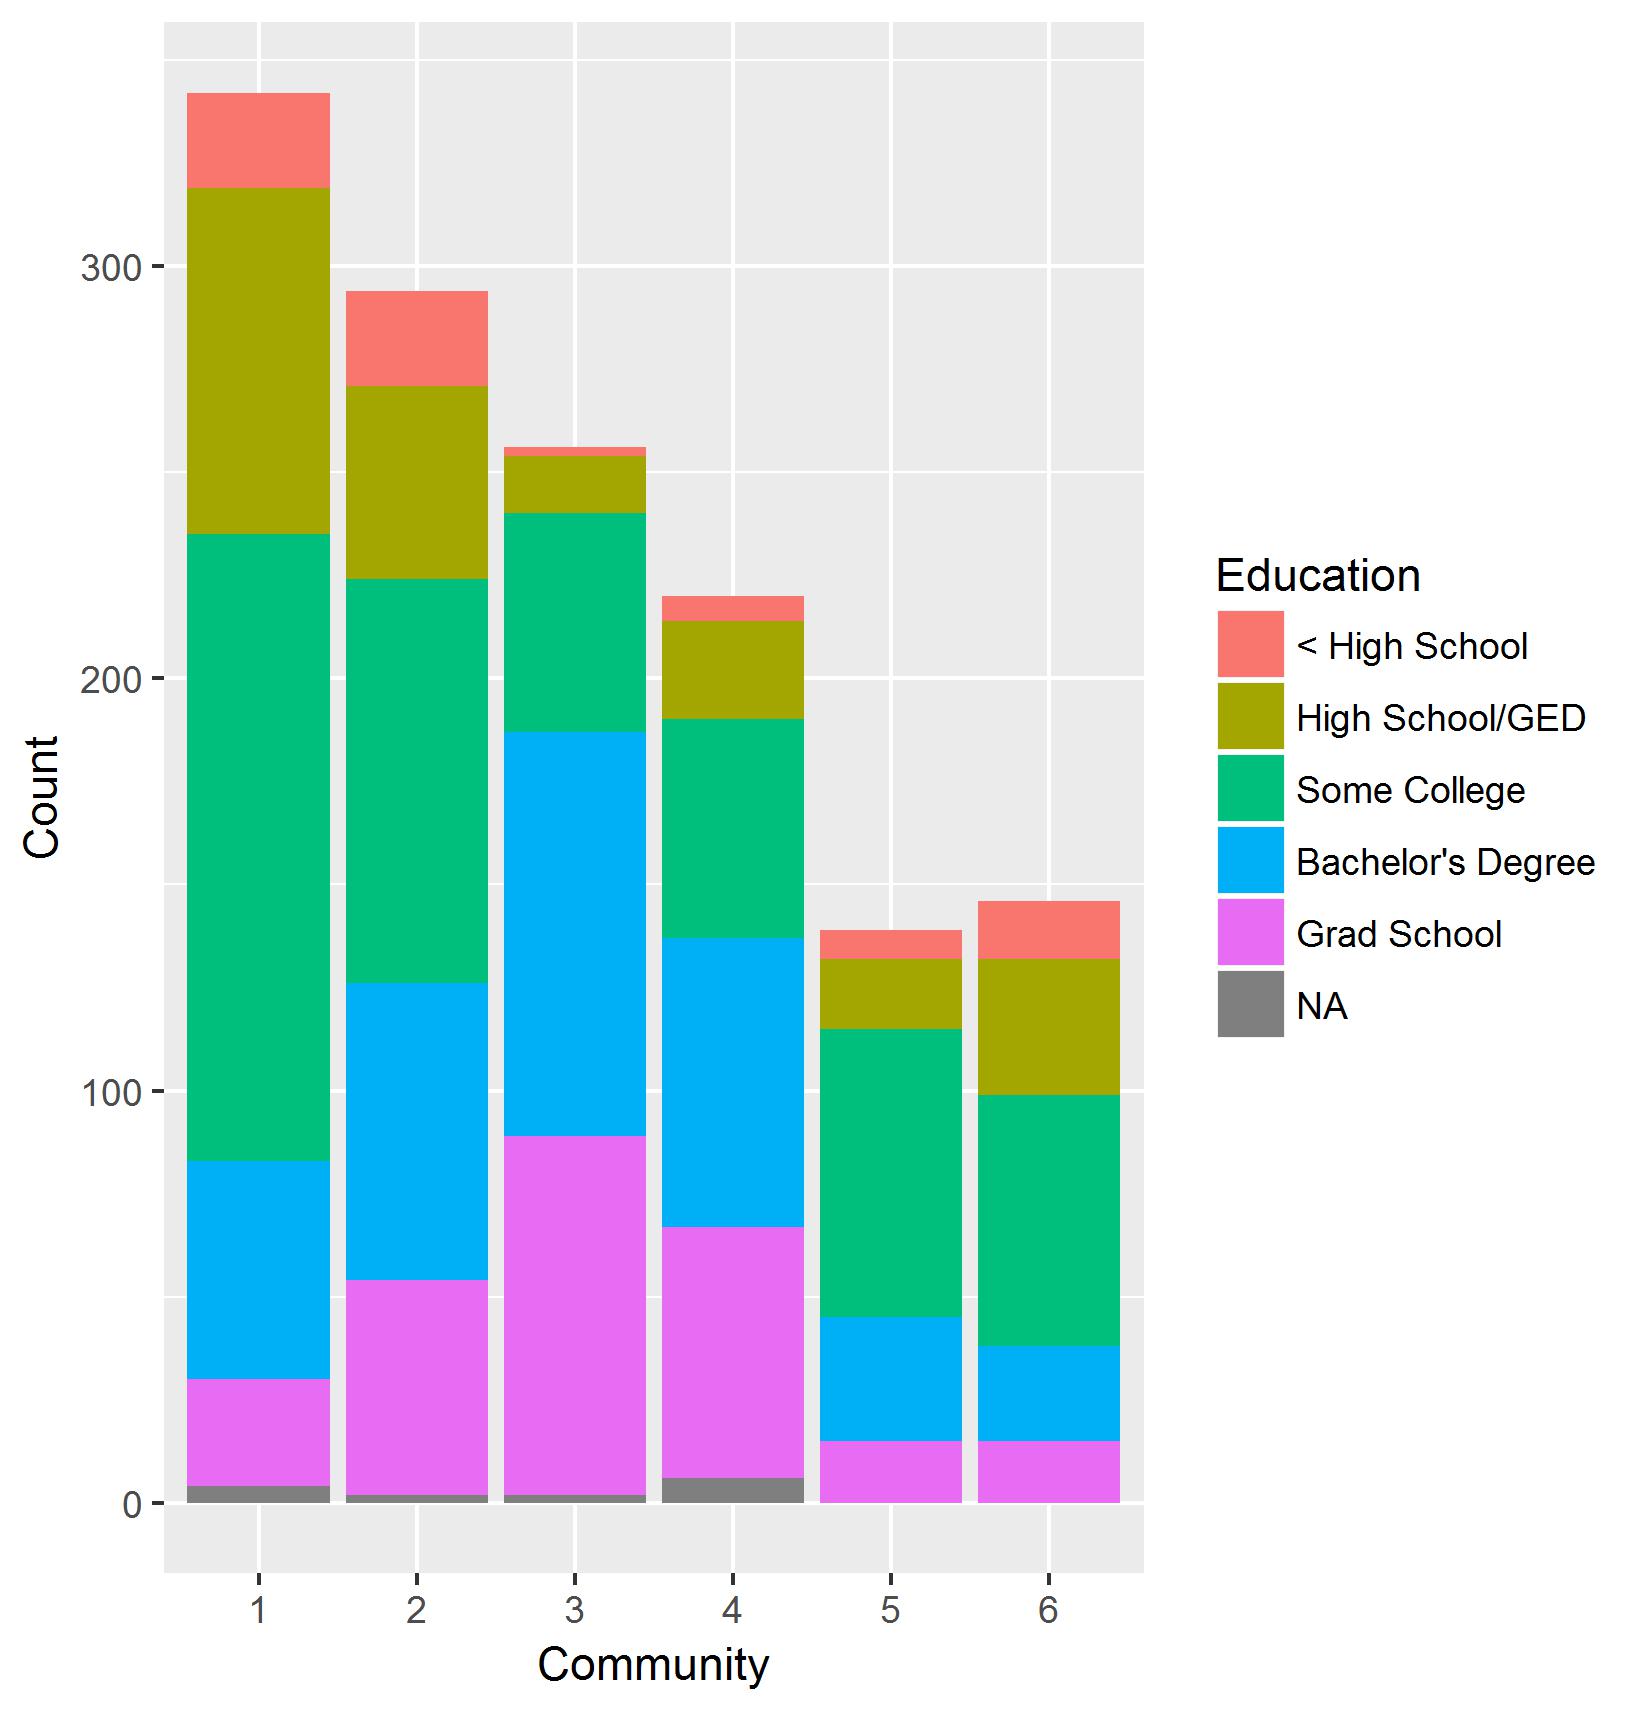 Count
300
200
100
0
1 2 3 4 5 6
Community
Education
< High School
High School/GED
Some College
Bachelor's Degree
Grad School
NA